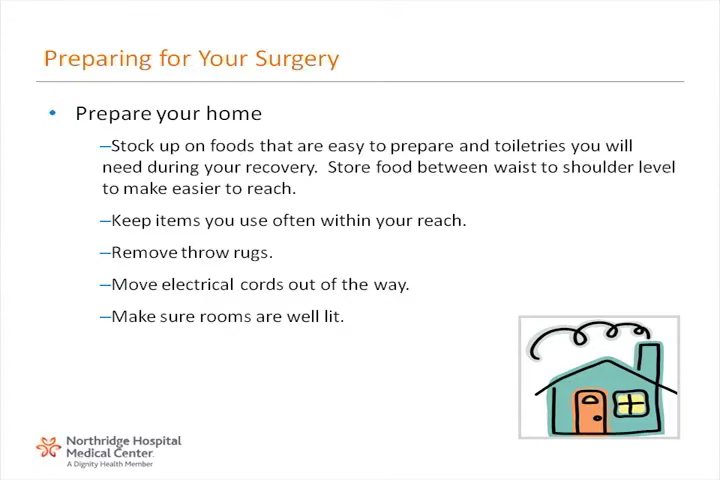 Preparing for Your Surgery
• Prepare your home
–Stock up on foods that are easy to prepare and toiletries you will
need during your recovery. Store food between waist to shoulder level
to make easier to reach.
–Keep items you use often within your reach.
–Remove throw rugs.
–Move electrical cords out of the way.
–Make sure rooms are well lit.
Northridge Hospital
Medical Center.
A Dignity Health Member